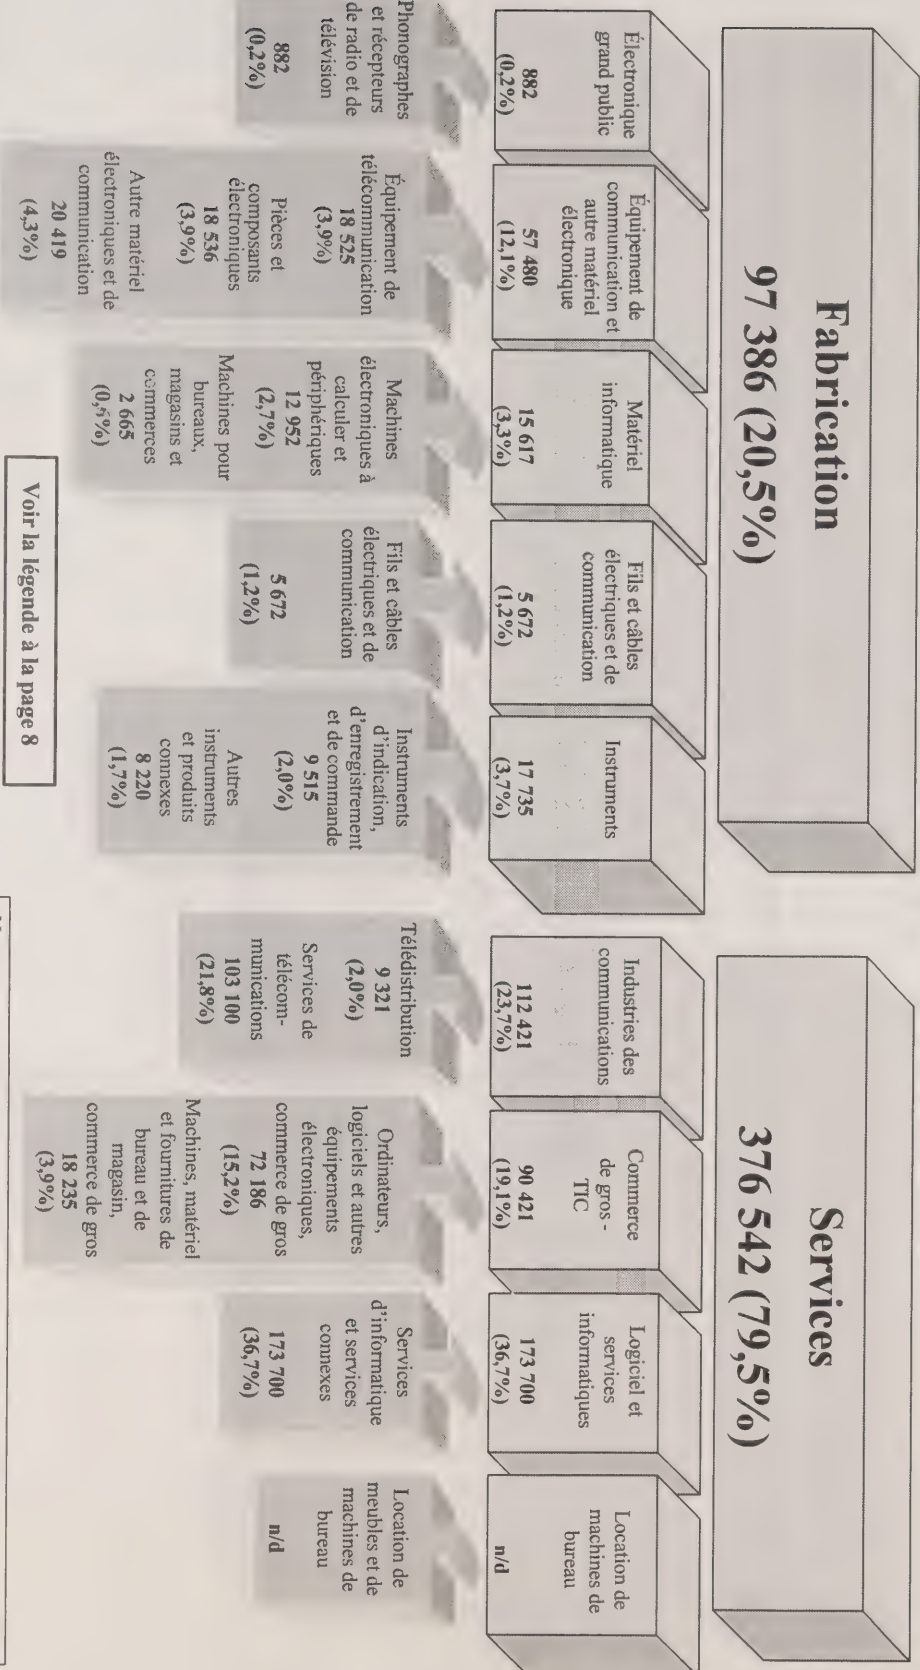 Fabrication
97 386 (20,5%)
Services
376 542 (79,5%)
Électronique
grand public
882
(0,2%)
Équipement de
communication et
autre matériel
électronique
57 480
(12,1%)
Matériel
informatique
15 617
(3,3%)
Fils et câbles
électriques et de
communication
5 672
(1,2%)
Instruments
17 735
(3,7%)
Industries des
communications
112 421
(23,7%)
Commerce
de gros -
TIC
90 421
(19,1%)
Logiciel et
services
informatiques
173 700
(36,7%)
Location de
machines de
bureau
n/d
Phonographes
et récepteurs
de radio et de
télévision
882
(0,2%)
Équipement de
télécommunication
18 525
(3,9%)
Pièces et
composants
électroniques
18 536
(3,9%)
Autre matériel
électroniques et de
communication
20 419
(4,3%)
Machines
électroniques à
calculer et
périphériques
12 952
(2,7%)
Machines pour
bureaux,
magasins et
commerces
2 665
(0,6%)
Fils et câbles
électriques et de
communication
5 672
(1,2%)
Instruments
d'indication,
d'enregistrement
et de commande
9 515
(2,0%)
Autres
instruments
et produits
connexes
8 220
(1,7%)
Télédistribution
9 321
(2,0%)
Services de
télécom-
munications
103 100
(21,8%)
Ordinateurs,
logiciels et autres
équipements
électroniques,
commerce de gros
72 186
(15,2%)
Machines, matériel
et fournitures de
bureau et de
magasin,
commerce de gros
18 235
(3,9%)
Services
d'informatique
et services
connexes
173 700
(36,7%)
Location de
meubles et de
machines de
bureau
n/d
Voir la légende à la page 8